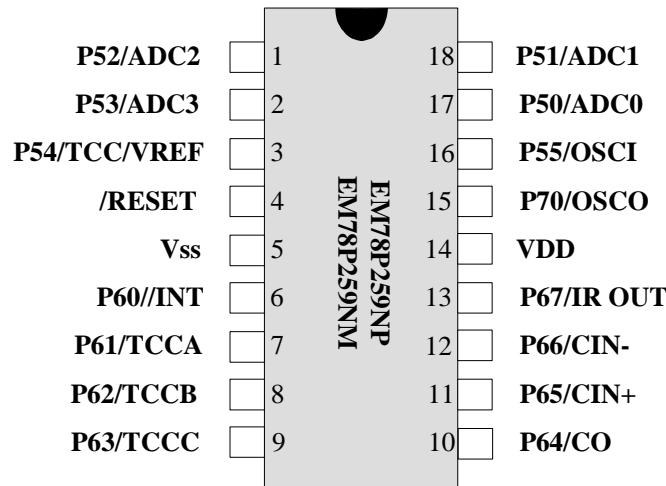 P52/ADC2 1 18 P51/ADC1
P53/ADC3 2 17 P50/ADC0
P54/TCC/VREF 3 16 P55/OSCI
/RESET 4 15 P70/OSCO
Vss 5 14 VDD
P60//INT 6 13 P67/IR OUT
P61/TCCA 7 12 P66/CIN-
P62/TCCB 8 11 P65/CIN+
P63/TCCC 9 10 P64/CO
EM78P259NP
EM78P259NM